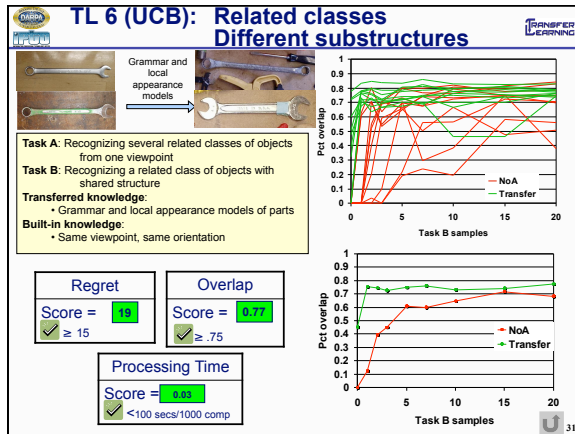 DARPA
IPTO
TL 6 (UCB): Related classes
Different substructures
TRANSFER
LEARNING
Grammar and
local
appearance
models
Task A: Recognizing several related classes of objects
from one viewpoint
Task B: Recognizing a related class of objects with
shared structure
Transferred knowledge:
• Grammar and local appearance models of parts
Built-in knowledge:
• Same viewpoint, same orientation
Regret
Score = 19
≥ 15
Overlap
Score = 0.77
≥ .75
Processing Time
Score = 0.03
<100 secs/1000 comp
Pct overlap
1
0.9
0.8
0.7
0.6
0.5
0.4
0.3
0.2
0.1
0
0 5 10 15 20
NoA
Transfer
Task B samples
Pct overlap
1
0.9
0.8
0.7
0.6
0.5
0.4
0.3
0.2
0.1
0
0 5 10 15 20
NoA
Transfer
Task B samples
31